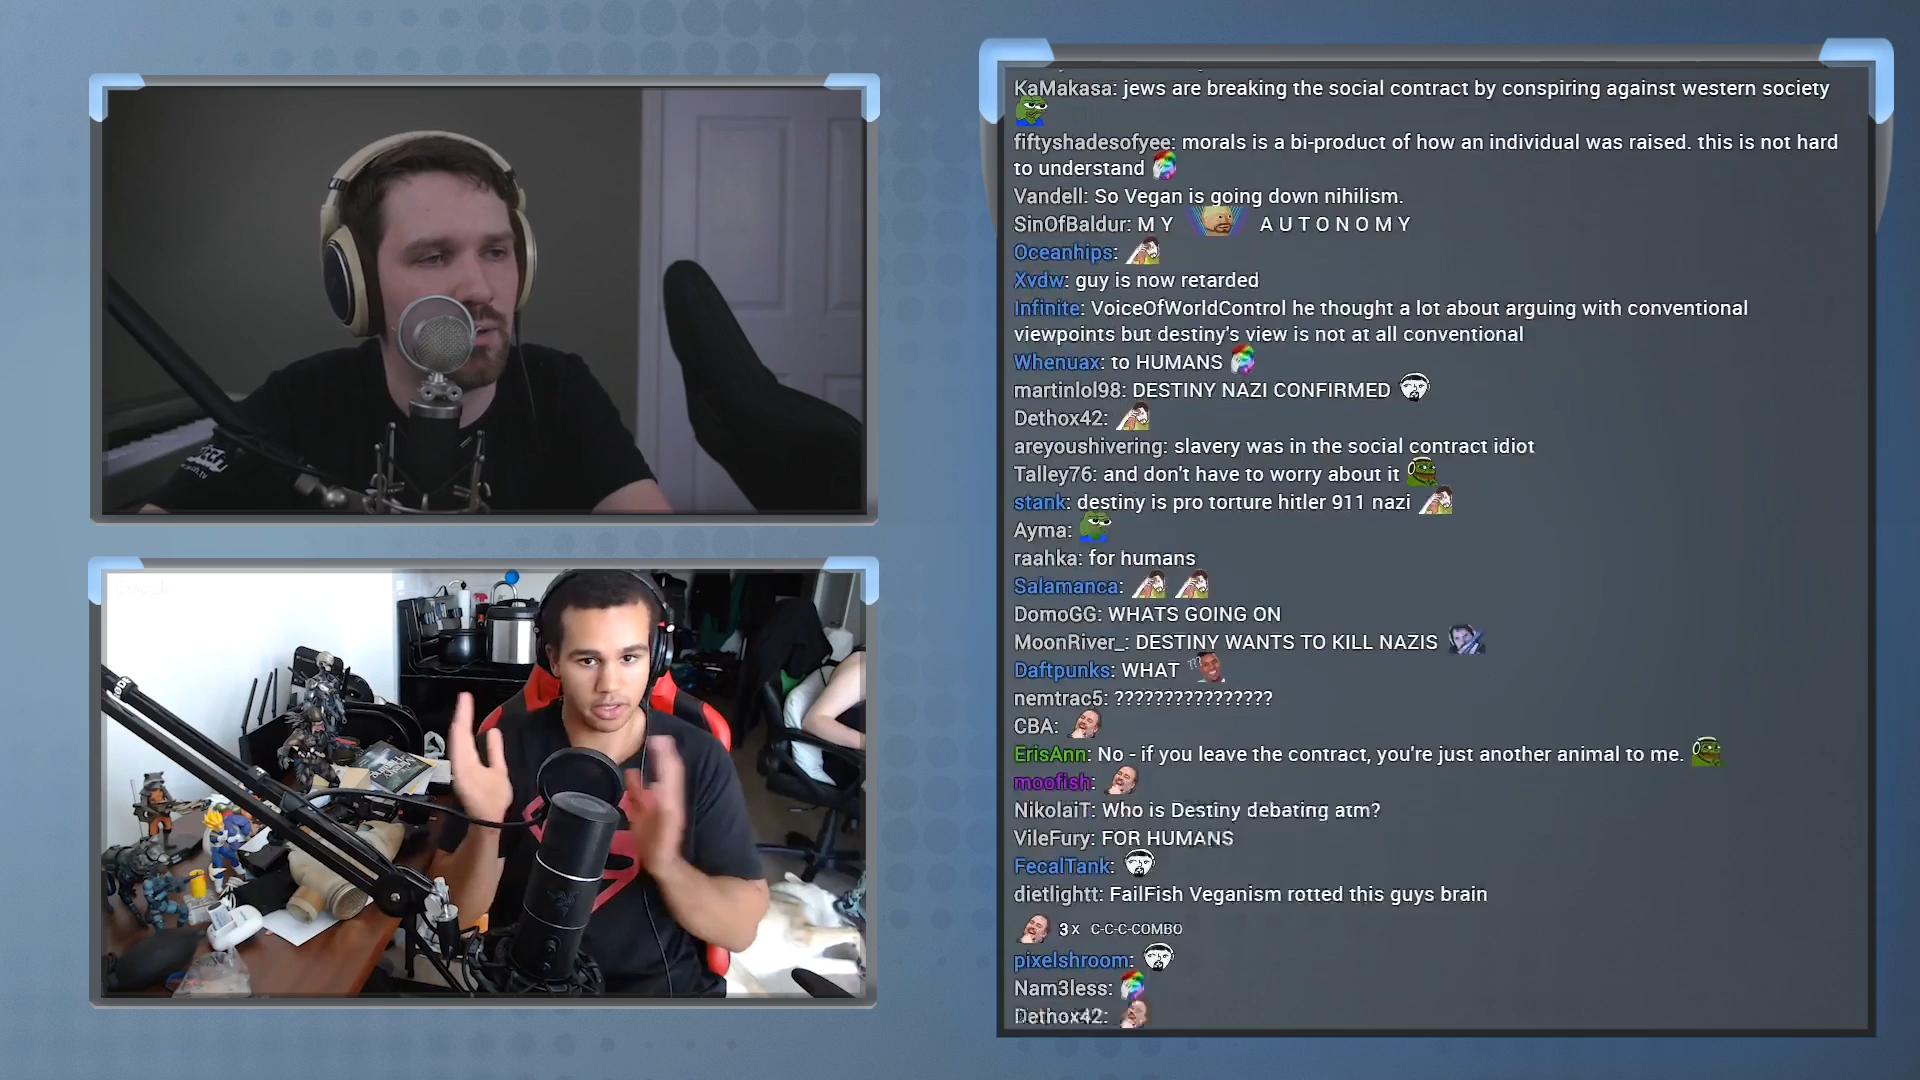 KaMakasa: jews are breaking the social contract by conspiring against western society
fiftyshadesofyee: morals is a bi-product of how an individual was raised. this is not hard
to understand
Vandell: So Vegan is going down nihilism.
SinOfBaldur: M Y A U T O N O M Y
Oceanhips:
Xvdw: guy is now retarded
Infinite: VoiceOfWorldControl he thought a lot about arguing with conventional
viewpoints but destiny's view is not at all conventional
Whenuax: to HUMANS
martinlol98: DESTINY NAZI CONFIRMED
Dethox42:
areyoushivering: slavery was in the social contract idiot
Talley76: and don't have to worry about it
stank: destiny is pro torture hitler 911 nazi
Ayma:
raahka: for humans
Salamanca:
DomoGG: WHATS GOING ON
MoonRiver_: DESTINY WANTS TO KILL NAZIS
Daftpunks: WHAT
nemtrac5: ????????????????
CBA:
ErisAnn: No - if you leave the contract, you're just another animal to me.
moofish:
NikolaiT: Who is Destiny debating atm?
VileFury: FOR HUMANS
FecalTank:
dietlightt: FailFish Veganism rotted this guys brain
3x C-C-C-COMBO
pixelshroom:
Nam3less:
Dethox42: